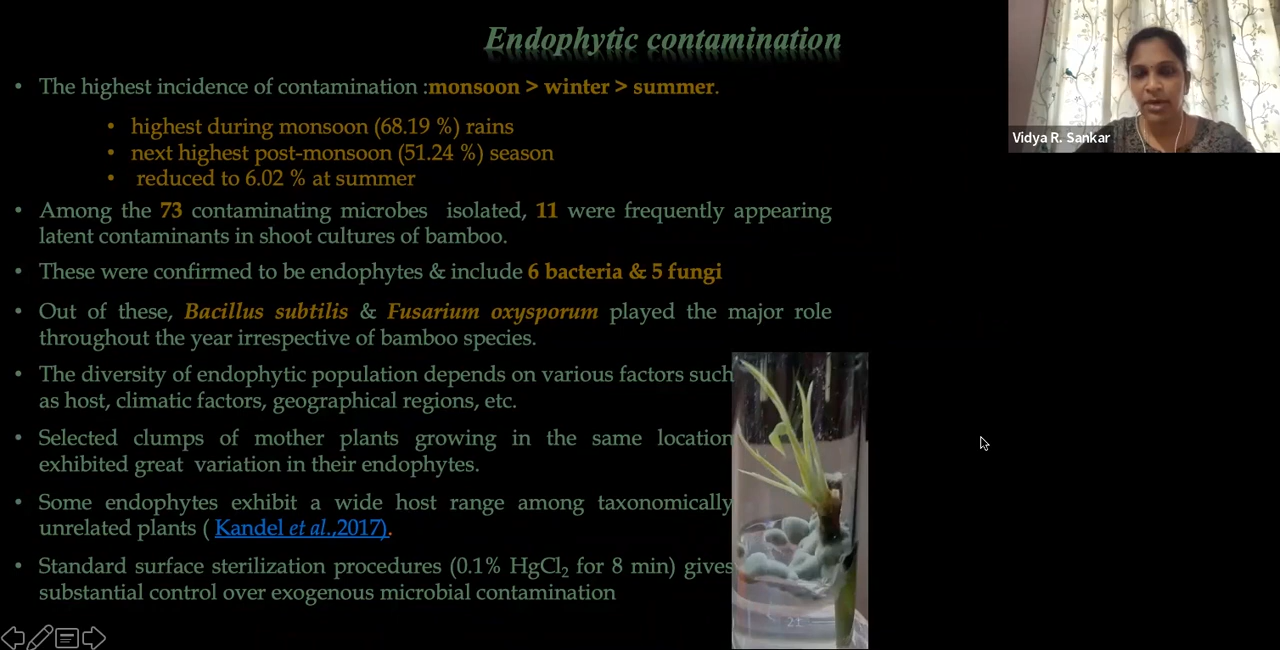 Endophytic contamination
• The highest incidence of contamination :monsoon > winter > summer.
• highest during monsoon (68.19 %) rains
• next highest post-monsoon (51.24 %) season
• reduced to 6.02 % at summer
• Among the 73 contaminating microbes isolated, 11 were frequently appearing
latent contaminants in shoot cultures of bamboo.
• These were confirmed to be endophytes & include 6 bacteria & 5 fungi
• Out of these, Bacillus subtilis & Fusarium oxysporum played the major role
throughout the year irrespective of bamboo species.
• The diversity of endophytic population depends on various factors such
as host, climatic factors, geographical regions, etc.
• Selected clumps of mother plants growing in the same location
exhibited great variation in their endophytes.
• Some endophytes exhibit a wide host range among taxonomically
unrelated plants ( Kandel et al.,2017).
• Standard surface sterilization procedures (0.1% HgCl₂ for 8 min) gives
substantial control over exogenous microbial contamination
Vidya R. Sankar